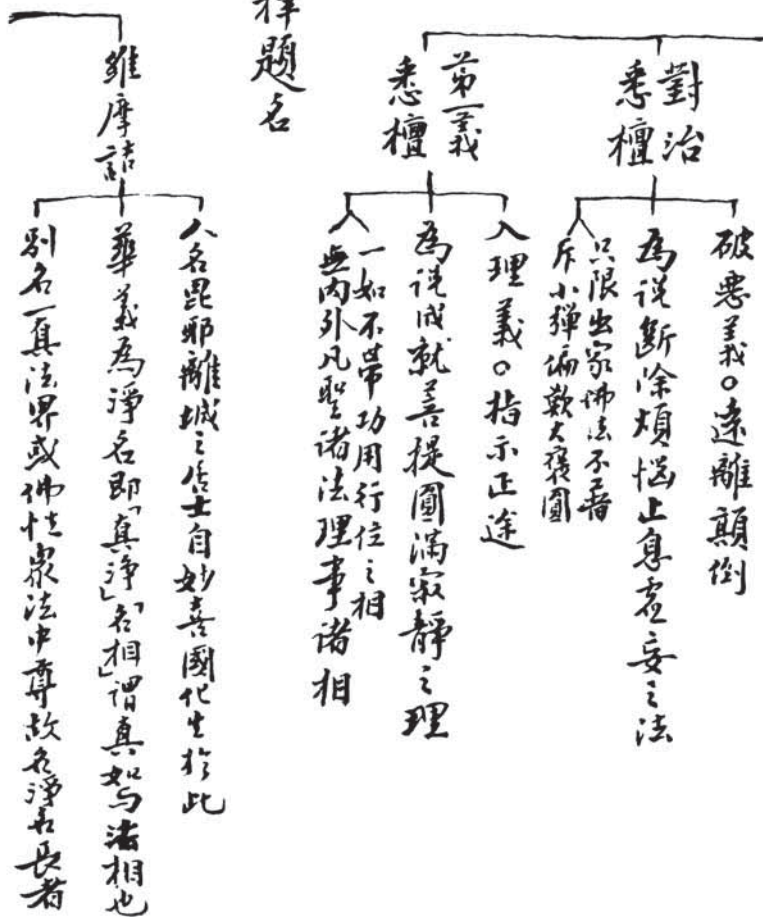 對治
悉檀
破惡義○遠離顛倒
為說斷除煩惱止息虛妄之法
只限出家佛法不普
斥小彈偏歎大褒圓
第一義
悉檀
入理義○指示正途
為說成就菩提圓滿寂靜之理
一如不帶功用行位之相
無內外凡聖諸法理事諸相
釋題名
維摩詰
人名毘耶離城之居士自妙喜國化生於此
華義為淨名即「真淨」「名相」謂真如与法相也
別名一真法界或佛性眾法中尊故名淨名長者